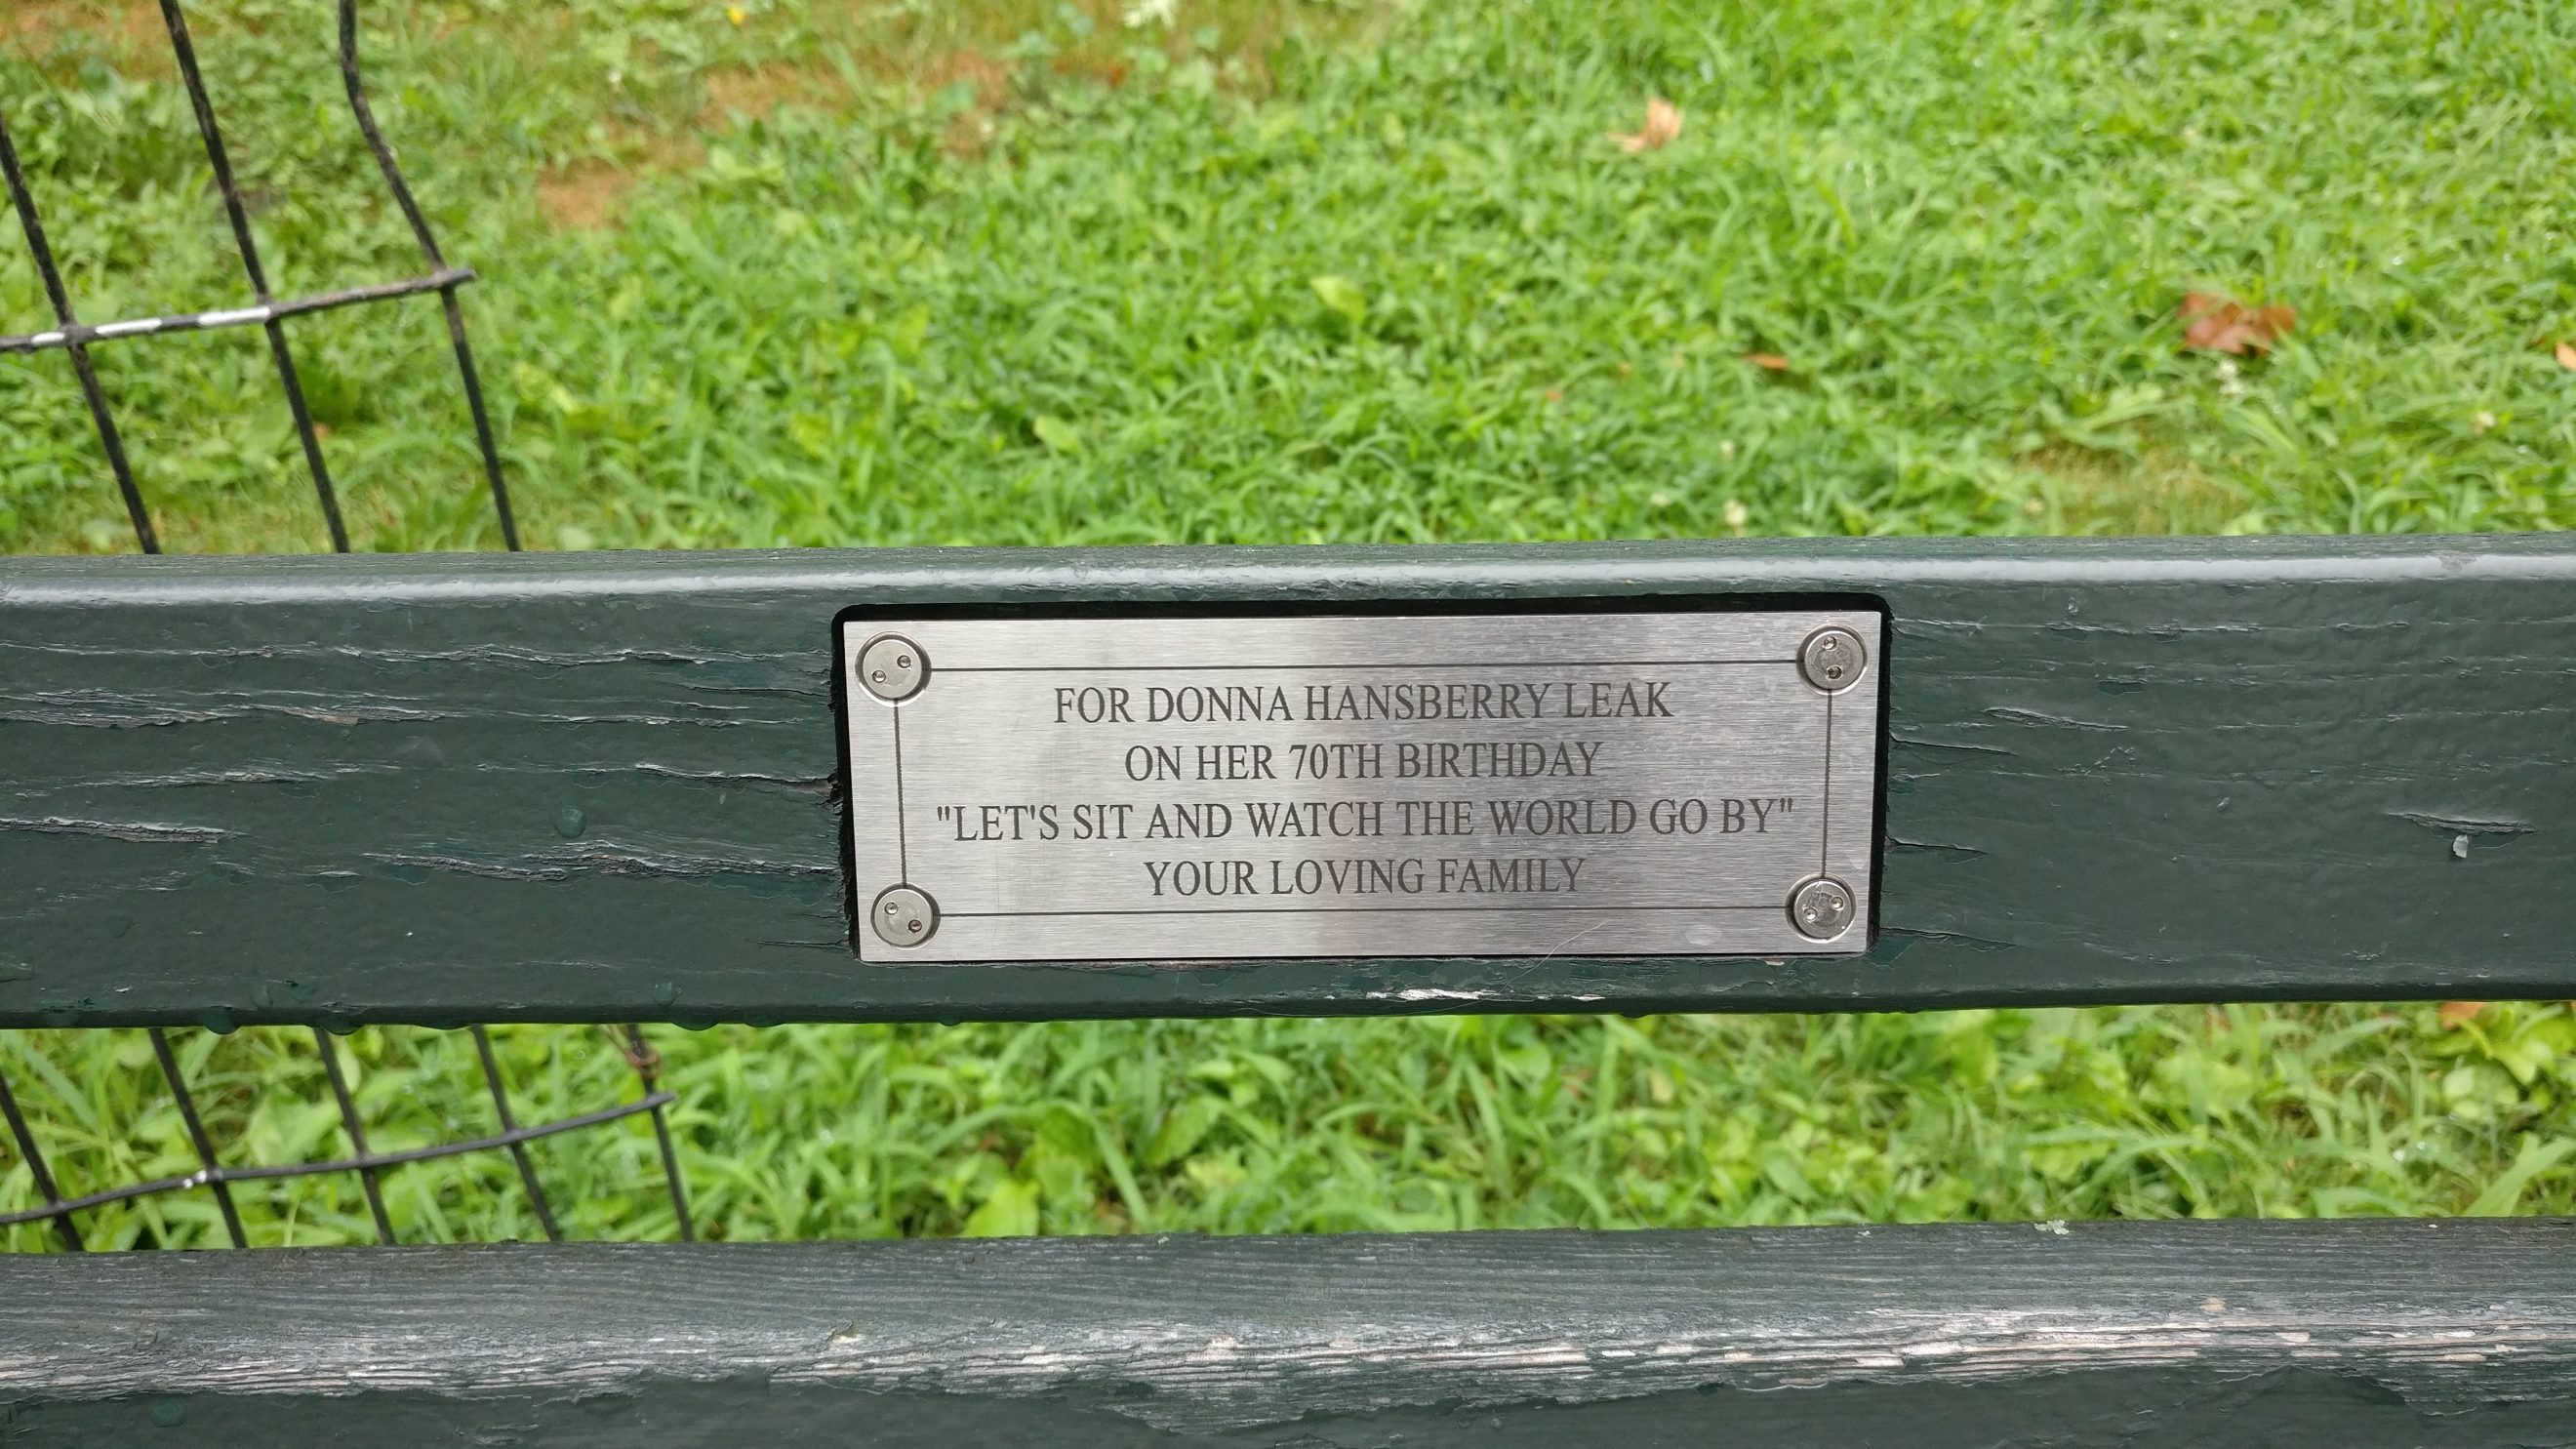 FOR DONNA HANSBERRY LEAK
ON HER 70TH BIRTHDAY
"LET'S SIT AND WATCH THE WORLD GO BY"
YOUR LOVING FAMILY